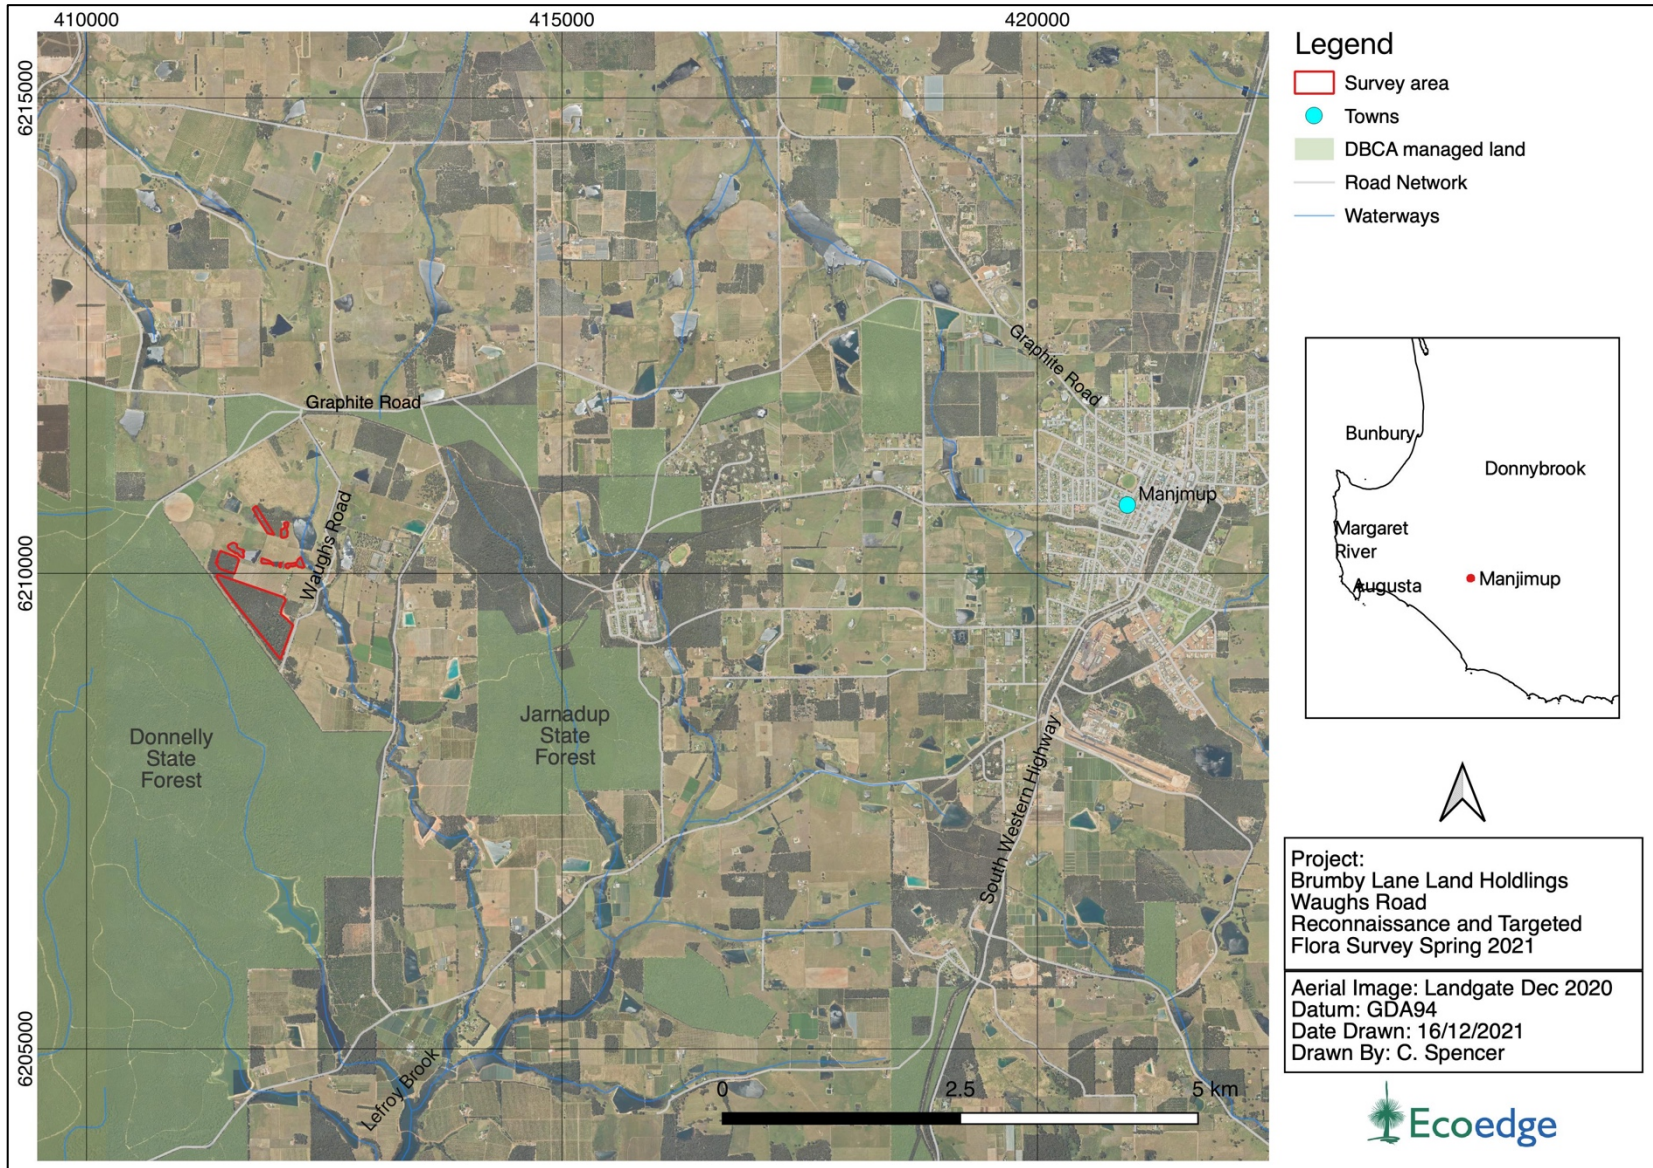 410000
415000
420000
6215000
6210000
6205000
Graphite Road
Graphite Road
Waughs Road
Manjmup
Donnelly
State
Forest
Jarnadup
State
Forest
South Western Highway
Lefroy Brook
0
2.5
5 km
Legend
Survey area
Towns
DBCA managed land
Road Network
Waterways
Bunbury
Donnybrook
Margaret
River
Augusta
Manjimup
Project:
Brumby Lane Land Holdlings
Waughs Road
Reconnaissance and Targeted
Flora Survey Spring 2021
Aerial Image: Landgate Dec 2020
Datum: GDA94
Date Drawn: 16/12/2021
Drawn By: C. Spencer
Ecoedge